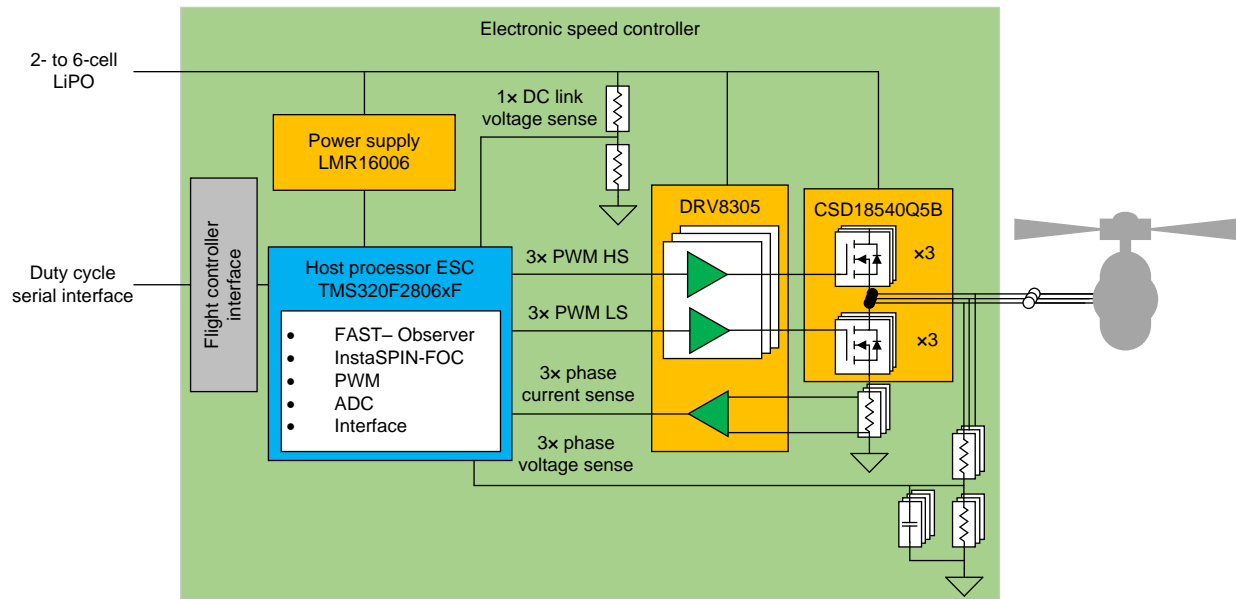 Electronic speed controller
2- to 6-cell
LiPO
1× DC link
voltage sense
Power supply
LMR16006
DRV8305
CSD18540Q5B
×3
Duty cycle
serial interface
Flight controller
interface
Host processor ESC
TMS320F2806xF
3× PWM HS
3× PWM LS
×3
• FAST– Observer
• InstaSPIN-FOC
• PWM
• ADC
• Interface
3× phase
current sense
3× phase
voltage sense